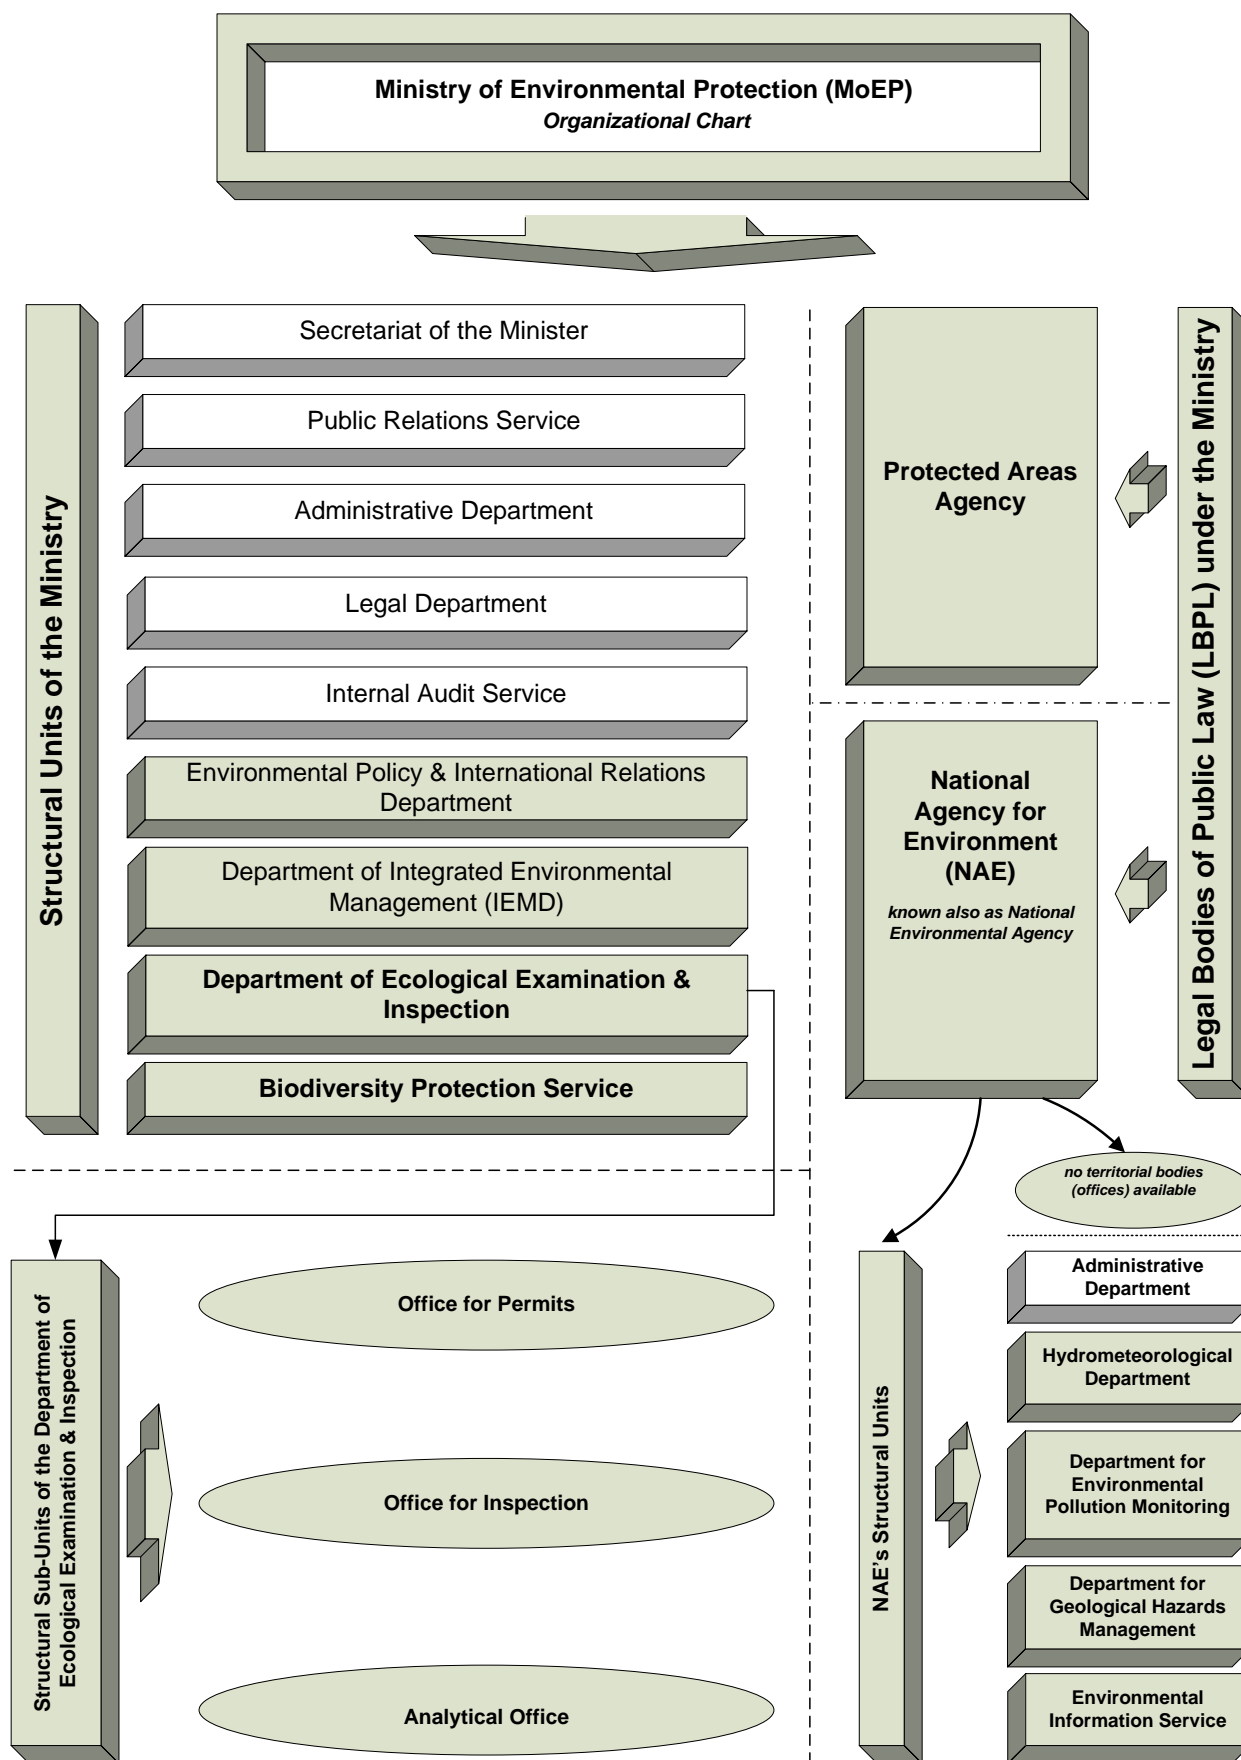 Ministry of Environmental Protection (MoEP)
Organizational Chart
Structural Units of the Ministry
Secretariat of the Minister
Public Relations Service
Administrative Department
Legal Department
Internal Audit Service
Environmental Policy & International Relations
Department
Department of Integrated Environmental
Management (IEMD)
Department of Ecological Examination &
Inspection
Biodiversity Protection Service
Protected Areas
Agency
National
Agency for
Environment
(NAE)
known also as National
Environmental Agency
Legal Bodies of Public Law (LBPL) under the Ministry
no territorial bodies
(offices) available
Structural Sub-Units of the Department of
Ecological Examination & Inspection
Office for Permits
Office for Inspection
Analytical Office
NAE's Structural Units
Administrative
Department
Hydrometeorological
Department
Department for
Environmental
Pollution Monitoring
Department for
Geological Hazards
Management
Environmental
Information Service